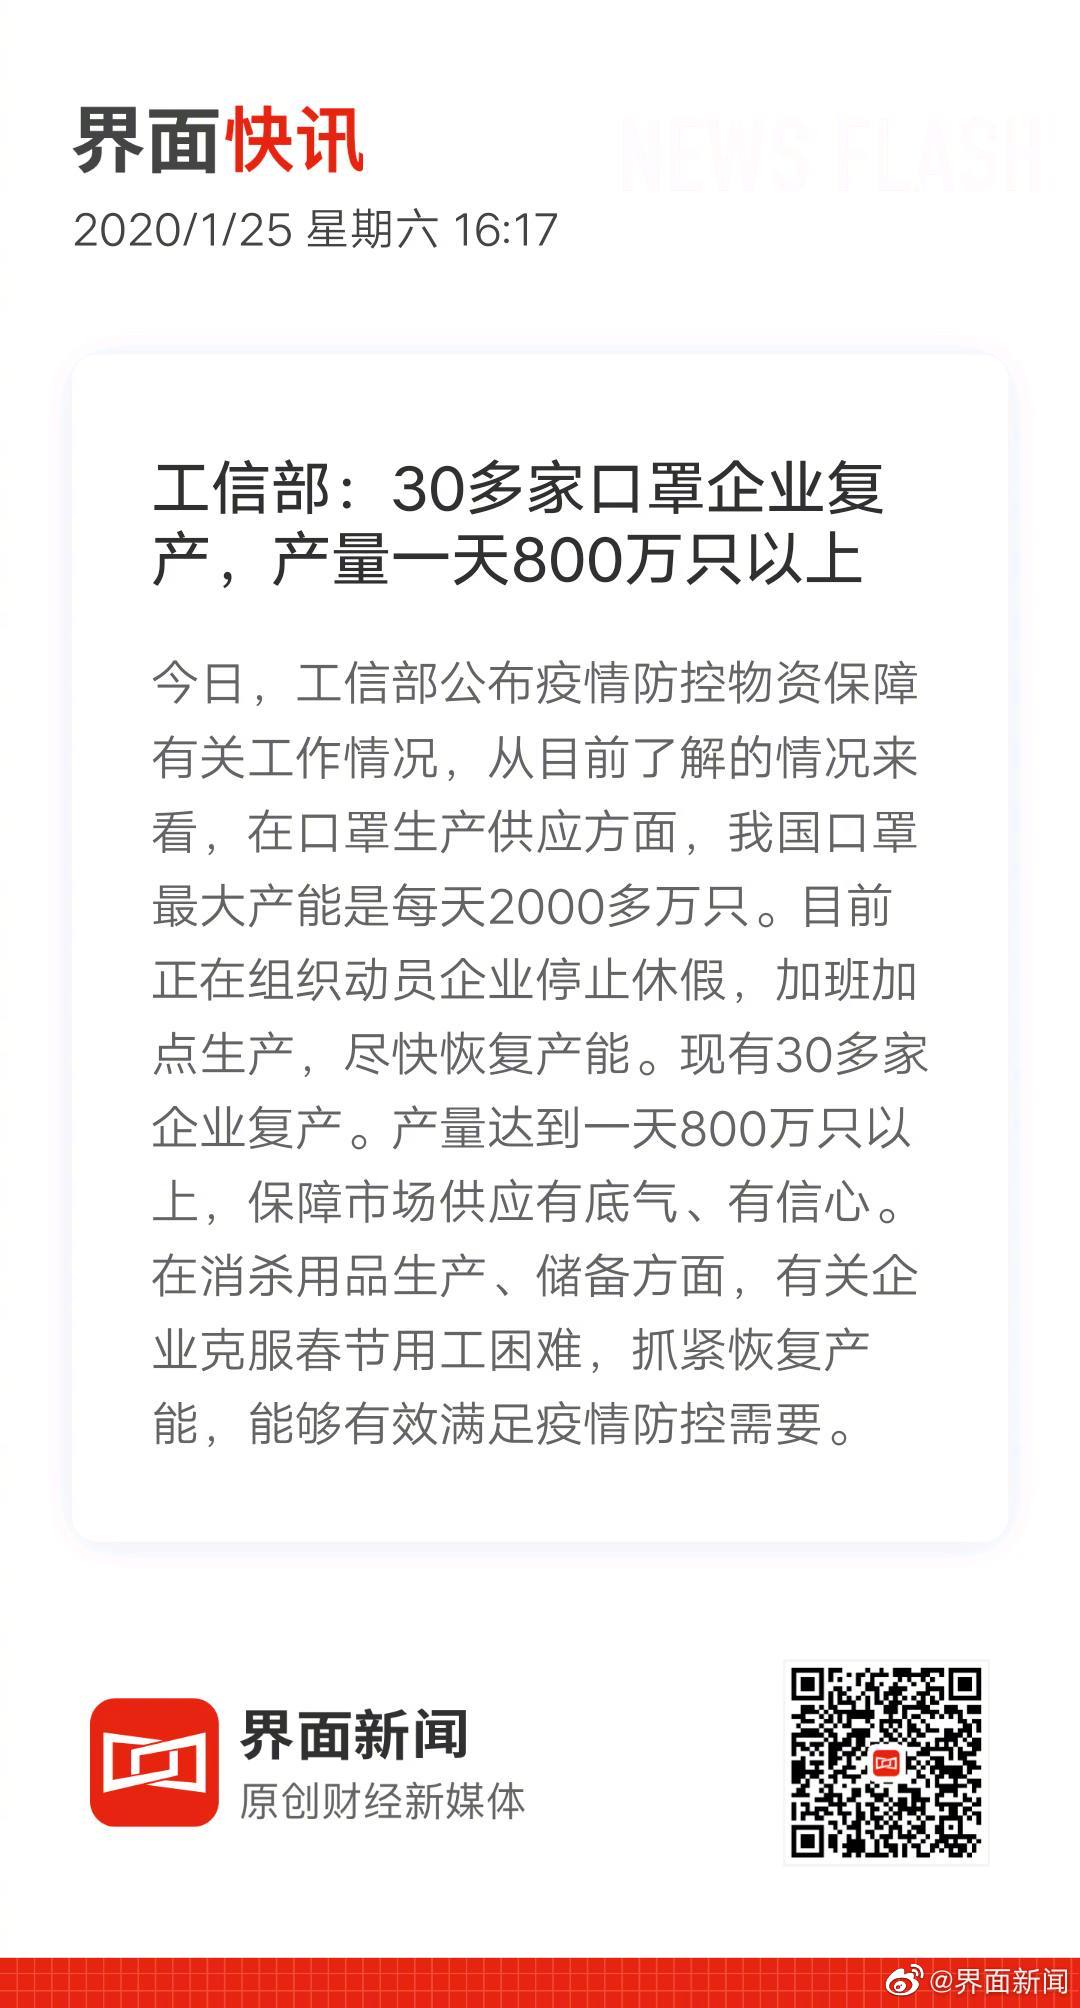 界面快讯
NEWS FLASH
2020/1/25 星期六 16:17
工信部：30多家口罩企业复
产，产量一天800万只以上
今日，工信部公布疫情防控物资保障
有关工作情况，从目前了解的情况来
看，在口罩生产供应方面，我国口罩
最大产能是每天2000多万只。目前
正在组织动员企业停止休假，加班加
点生产，尽快恢复产能。现有30多家
企业复产。产量达到一天800万只以
上，保障市场供应有底气、有信心。
在消杀用品生产、储备方面，有关企
业克服春节用工困难，抓紧恢复产
能，能够有效满足疫情防控需要。
界面新闻
原创财经新媒体
@界面新闻